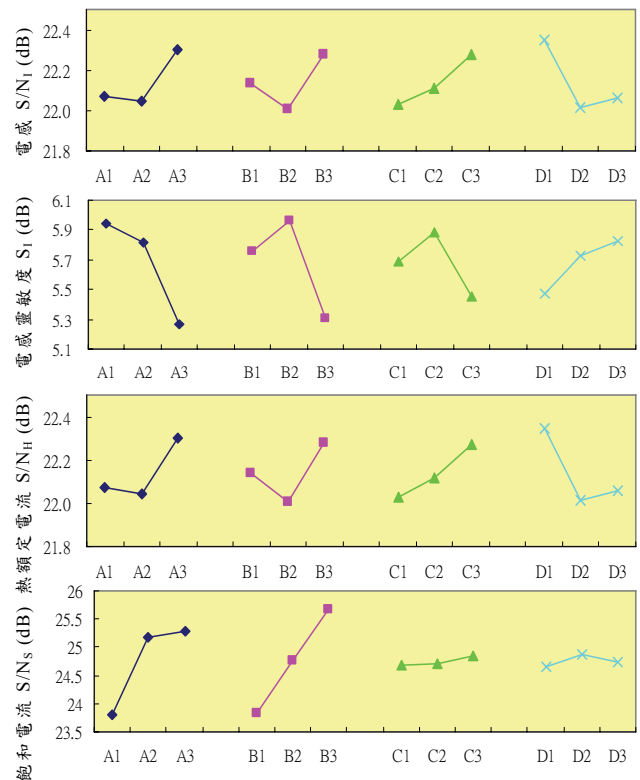 電感 S/N_I (dB)
22.4
22.2
22.0
21.8
A1 A2 A3 B1 B2 B3 C1 C2 C3 D1 D2 D3
電感靈敏度 S_I (dB)
6.1
5.9
5.7
5.5
5.3
5.1
A1 A2 A3 B1 B2 B3 C1 C2 C3 D1 D2 D3
熱額定電流 S/N_H (dB)
22.4
22.2
22.0
21.8
A1 A2 A3 B1 B2 B3 C1 C2 C3 D1 D2 D3
飽和電流 S/N_S (dB)
26
25.5
25
24.5
24
23.5
A1 A2 A3 B1 B2 B3 C1 C2 C3 D1 D2 D3